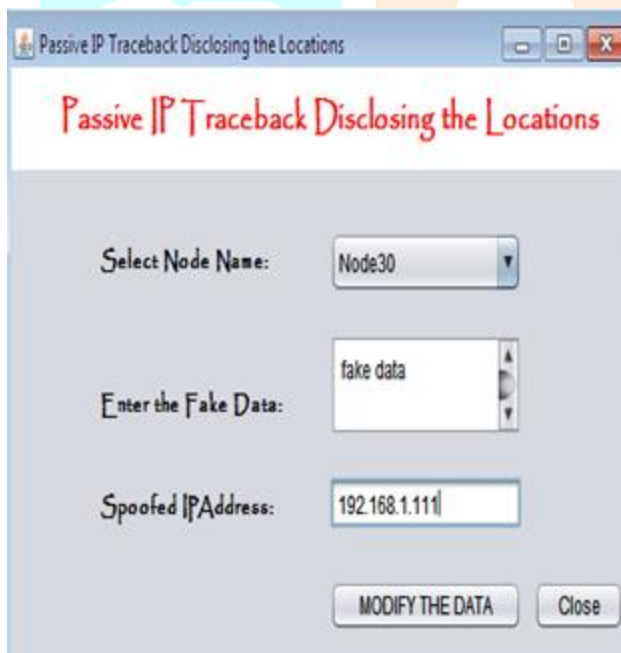 Passive IP Traceback Disclosing the Locations
Passive IP Traceback Disclosing the Locations
Select Node Name: Node30
Enter the Fake Data: fake data
Spoofed IPAddress: 192.168.1.111
MODIFY THE DATA Close